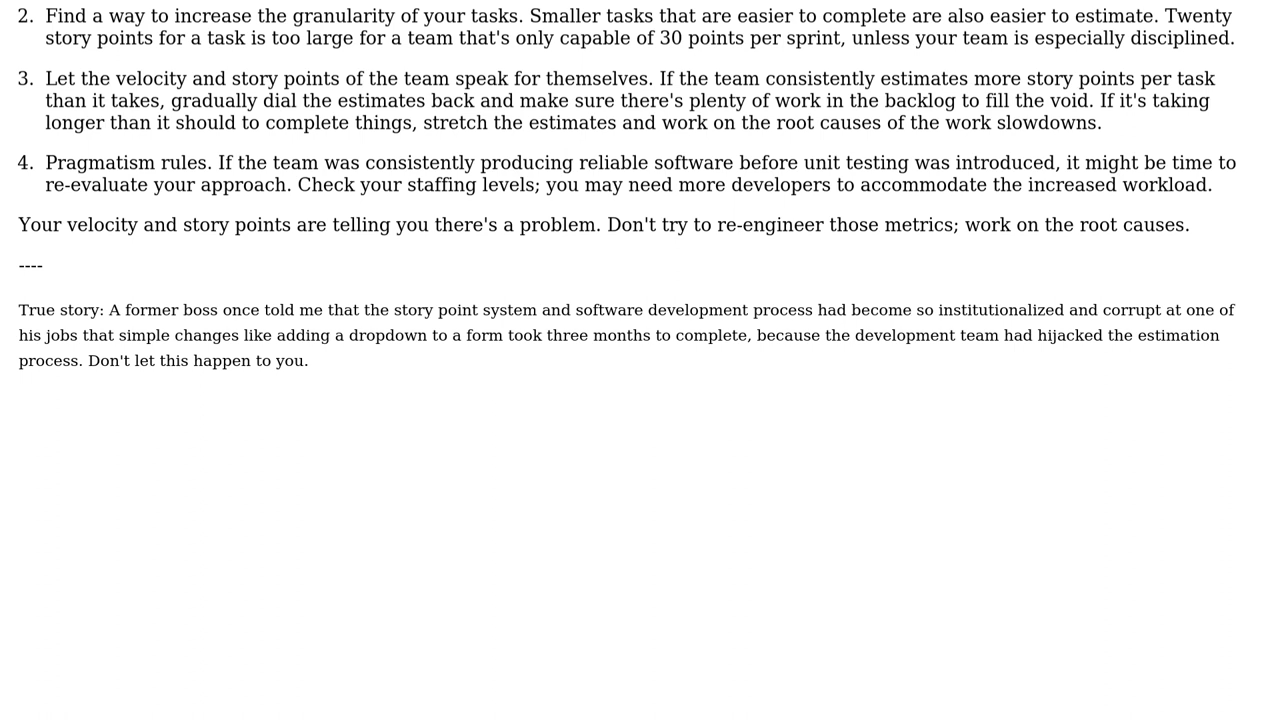 2. Find a way to increase the granularity of your tasks. Smaller tasks that are easier to complete are also easier to estimate. Twenty
story points for a task is too large for a team that's only capable of 30 points per sprint, unless your team is especially disciplined.
3. Let the velocity and story points of the team speak for themselves. If the team consistently estimates more story points per task
than it takes, gradually dial the estimates back and make sure there's plenty of work in the backlog to fill the void. If it's taking
longer than it should to complete things, stretch the estimates and work on the root causes of the work slowdowns.
4. Pragmatism rules. If the team was consistently producing reliable software before unit testing was introduced, it might be time to
re-evaluate your approach. Check your staffing levels; you may need more developers to accommodate the increased workload.
Your velocity and story points are telling you there's a problem. Don't try to re-engineer those metrics; work on the root causes.
----
True story: A former boss once told me that the story point system and software development process had become so institutionalized and corrupt at one of
his jobs that simple changes like adding a dropdown to a form took three months to complete, because the development team had hijacked the estimation
process. Don't let this happen to you.